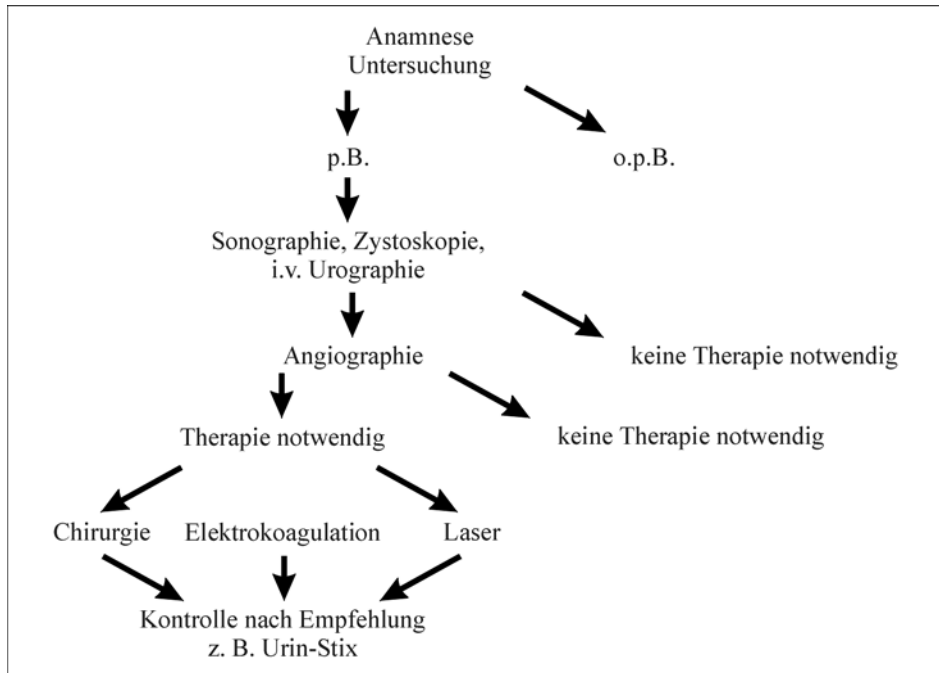 Anamnese
Untersuchung
p.B.
o.p.B.
Sonographie, Zystoskopie,
i.v. Urographie
Angiographie
keine Therapie notwendig
Therapie notwendig
keine Therapie notwendig
Chirurgie
Elektrokoagulation
Laser
Kontrolle nach Empfehlung
z. B. Urin-Stix